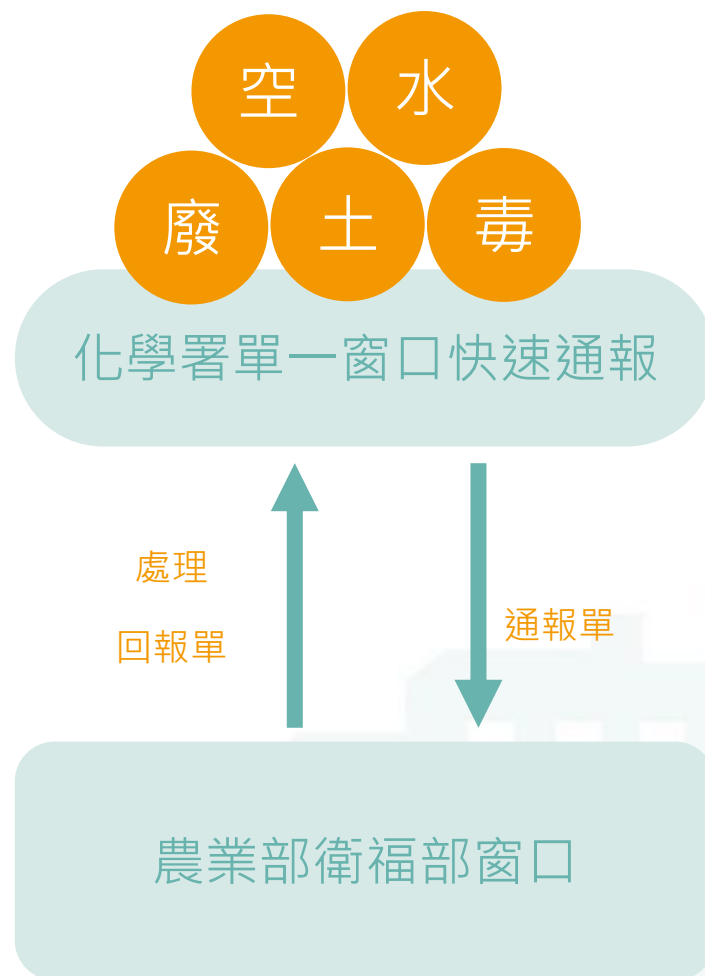 空 水
廢 土 毒
化學署單一窗口快速通報
處理
回報單
通報單
農業部衛福部窗口